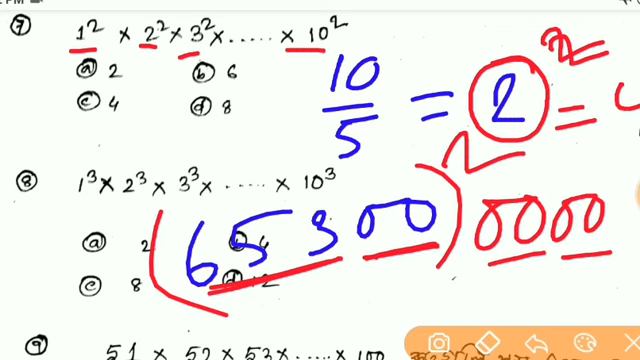 ⑦ 1² × 2² × 3² × ...... × 10²
ⓐ 2 ⓑ 6
ⓒ 4 ⓓ 8
10/5 = 2 =
⑧ 1³ × 2³ × 3³ × ...... × 10³
ⓐ 2
ⓒ 8 ⓓ 12
(65300) 0000
⑨ 51 × 52 × 53 × ..... × 100